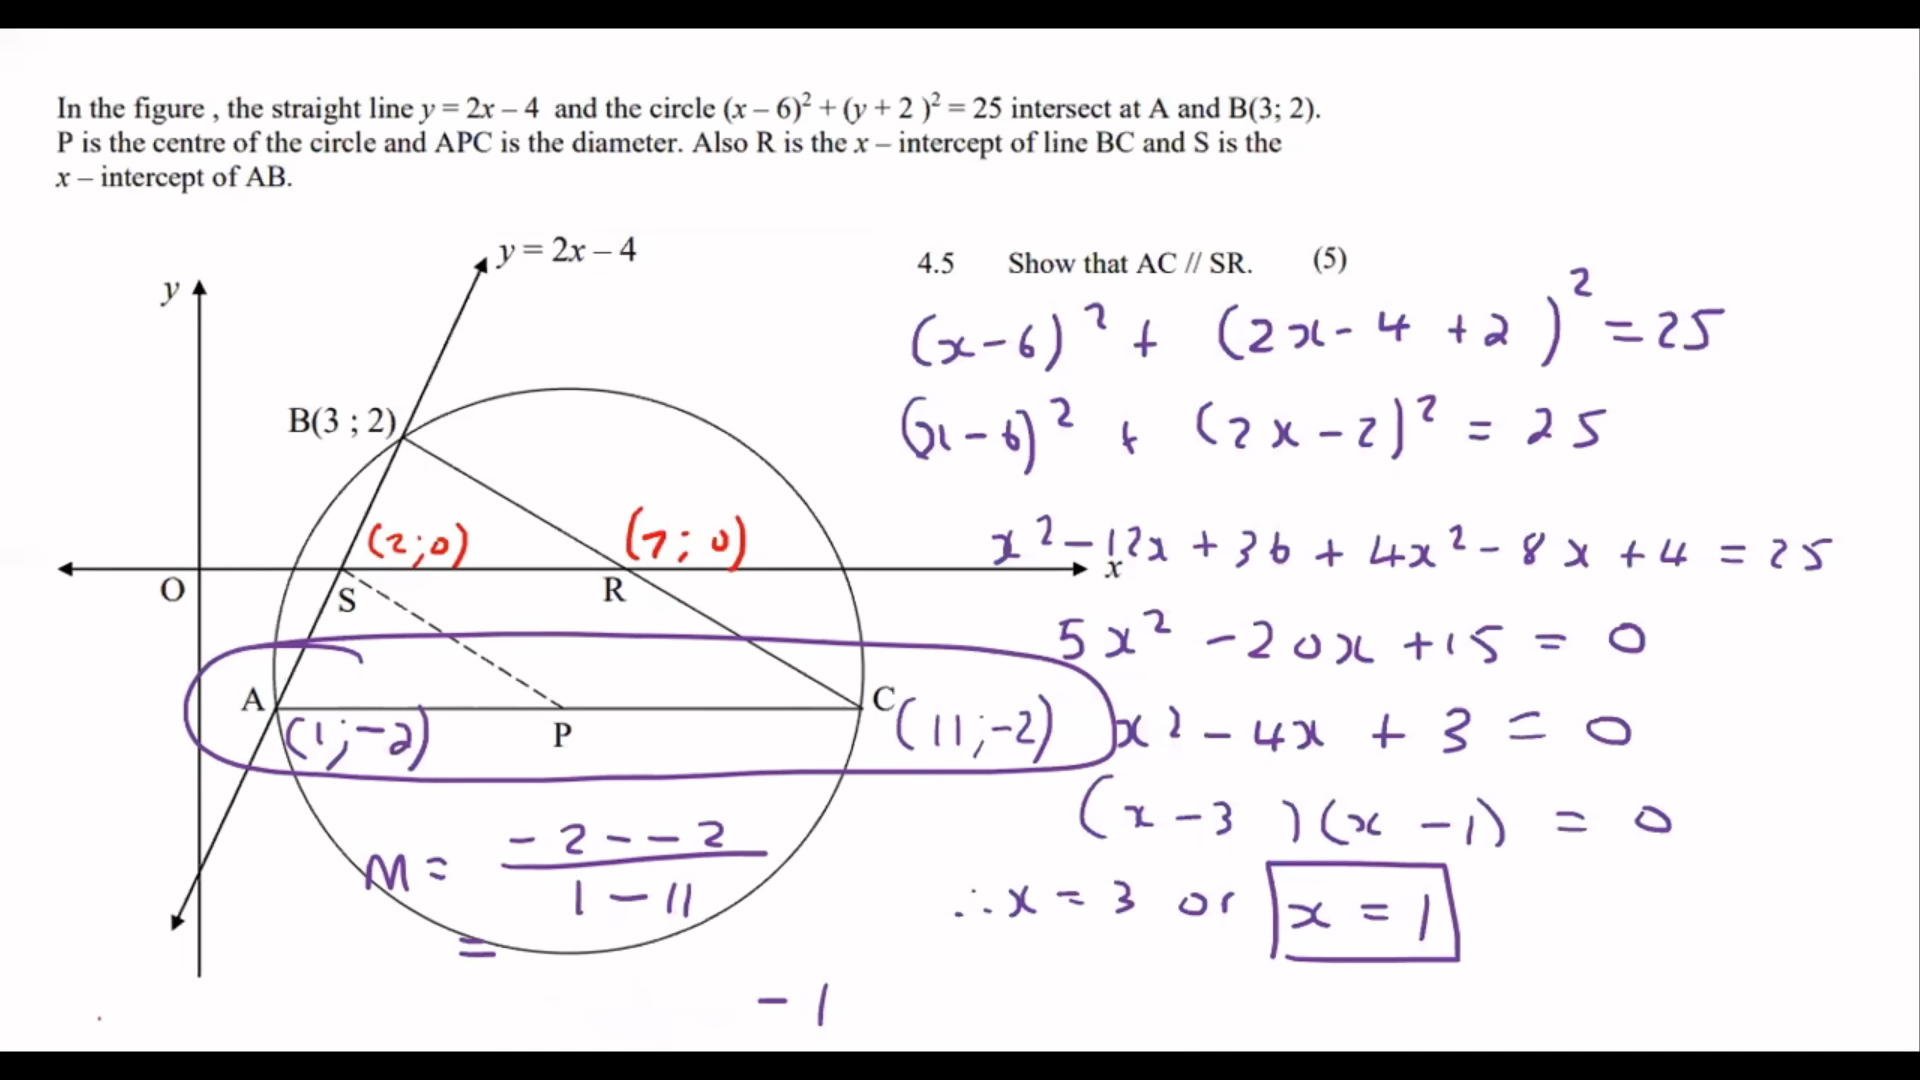 In the figure , the straight line y = 2x – 4 and the circle (x – 6)² + (y + 2 )² = 25 intersect at A and B(3; 2).
P is the centre of the circle and APC is the diameter. Also R is the x – intercept of line BC and S is the
x – intercept of AB.
y = 2x – 4
y
4.5 Show that AC // SR. (5)
(x-6)² + (2x-4+2)² = 25
B(3 ; 2)
(x-6)² + (2x-2)² = 25
(2;0)
(7;0)
x
O
S
R
x²-12x+36+4x²-8x+4=25
5x² -20x+15 = 0
A
(1;-2)
P
C
(11;-2)
x²-4x + 3 = 0
(x-3)(x-1) = 0
M = -2--2
1-11
=
∴x = 3 or x = 1
-1